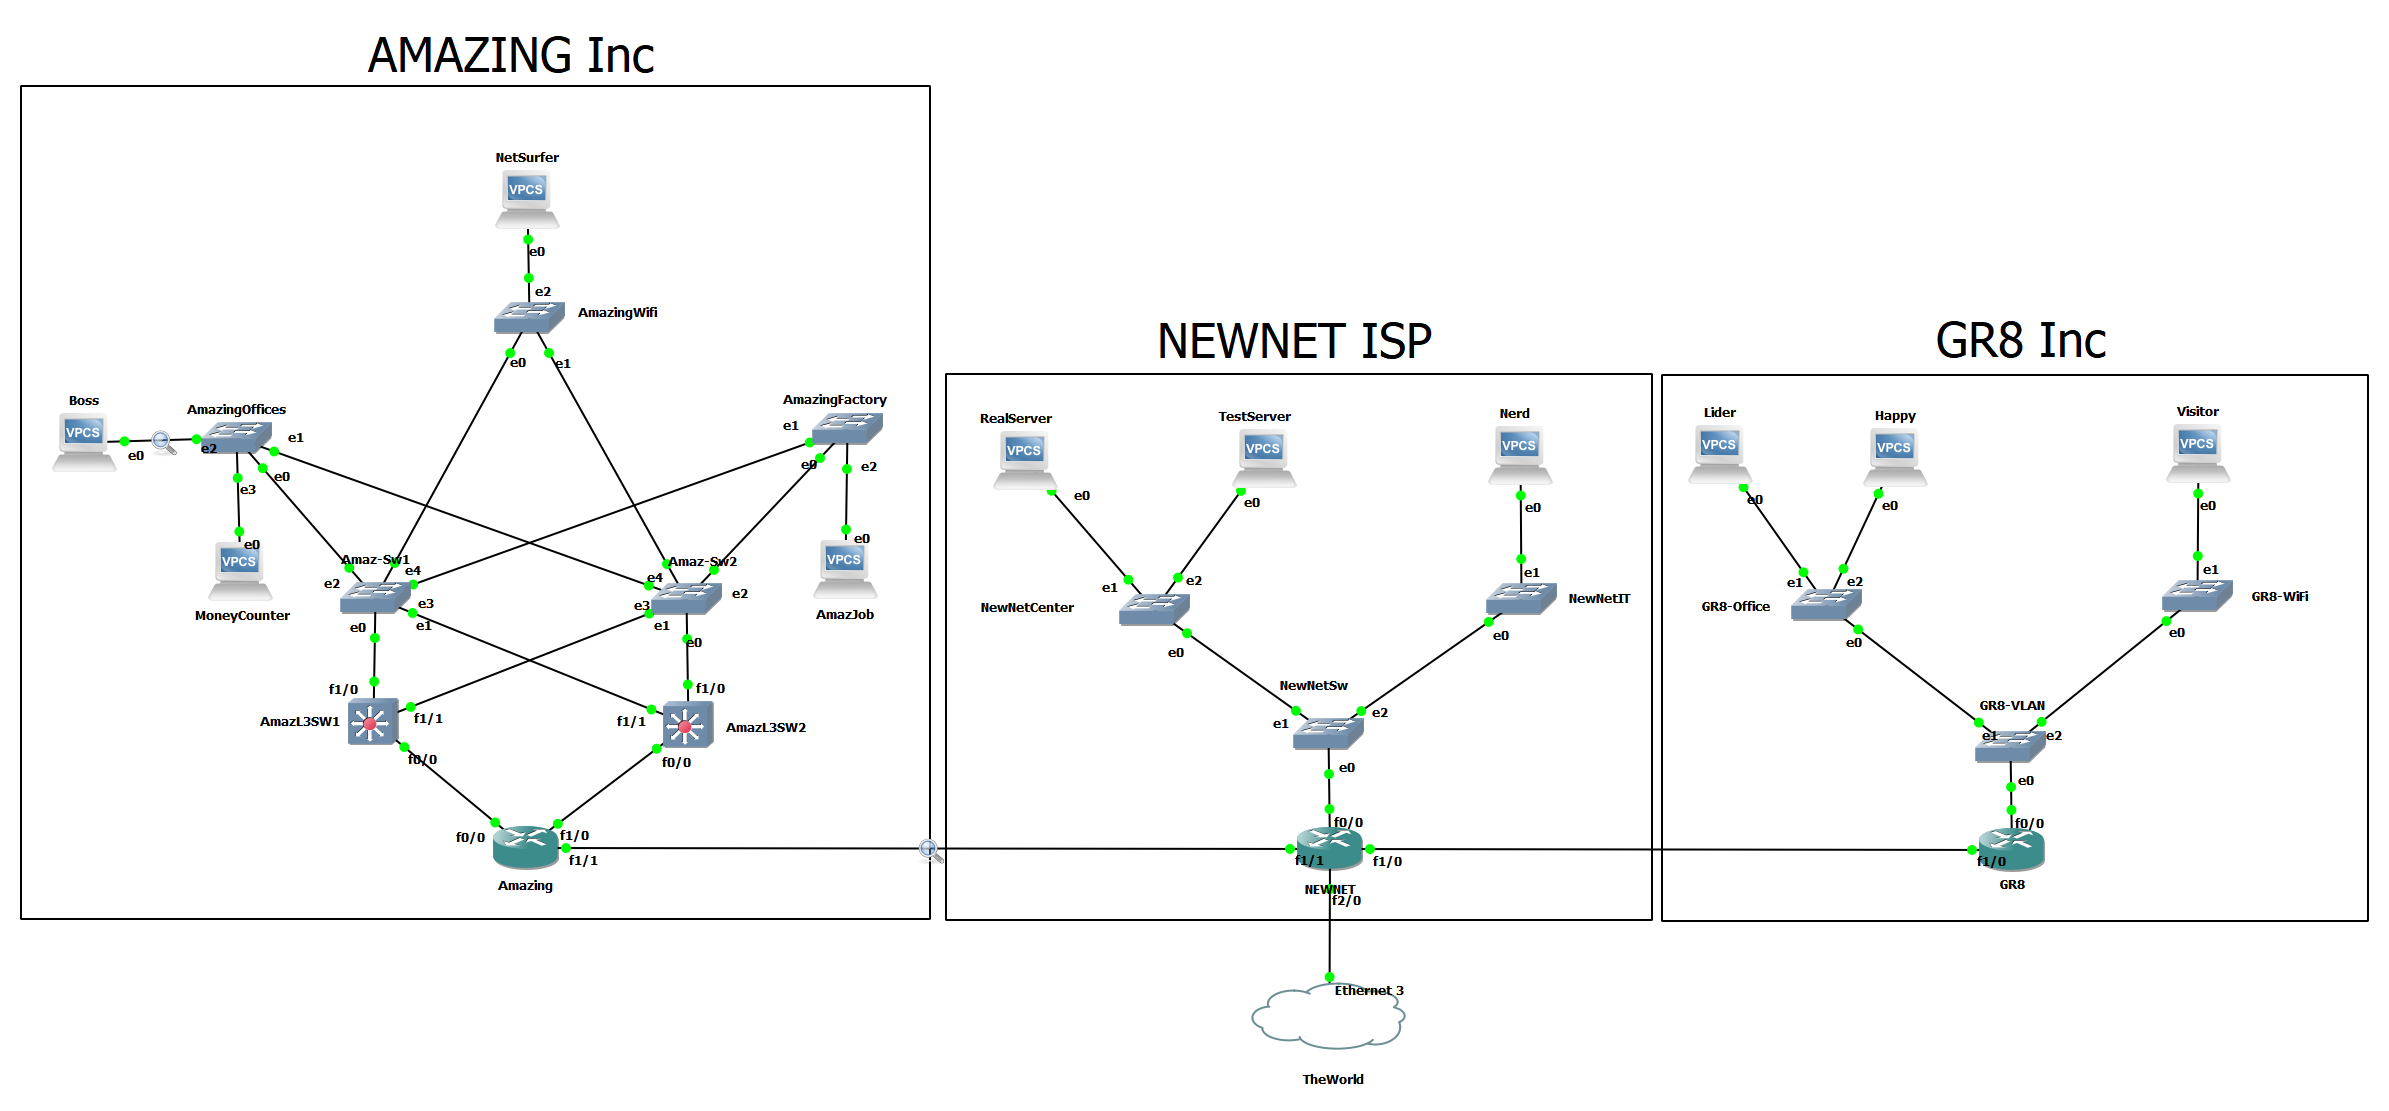 AMAZING Inc
NetSurfer
VPCS
e0
e2
AmazingWifi
e0
e1
Boss
VPCS
e0
AmazingOffices
e2
e1
e0
e3
e0
VPCS
MoneyCounter
AmazingFactory
e1
e0
e2
e0
VPCS
AmazJob
Amaz-Sw1
e2
e4
e3
e0
e1
Amaz-Sw2
e4
e2
e3
e1
e0
f1/0
AmazL3SW1
f1/1
f0/0
f1/0
f1/1
AmazL3SW2
f0/0
f0/0
f1/0
f1/1
Amazing
NEWNET ISP
RealServer
VPCS
e0
TestServer
VPCS
e0
Nerd
VPCS
e0
e1
e2
NewNetCenter
e0
e1
NewNetIT
e0
NewNetSw
e1
e2
e0
f0/0
f1/1
f1/0
NEWNET
f2/0
Ethernet 3
TheWorld
GR8 Inc
Lider
VPCS
e0
Happy
VPCS
e0
Visitor
VPCS
e0
e1
e2
GR8-Office
e0
e1
GR8-WiFi
e0
GR8-VLAN
e1
e2
e0
f0/0
f1/0
GR8